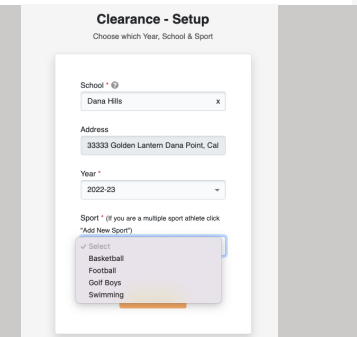 Clearance - Setup
Choose which Year, School & Sport
School * ?
Dana Hills x
Address
33333 Golden Lantern Dana Point, Cal
Year *
2022-23
Sport * (If you are a multiple sport athlete click
"Add New Sport")
✓ Select
Basketball
Football
Golf Boys
Swimming